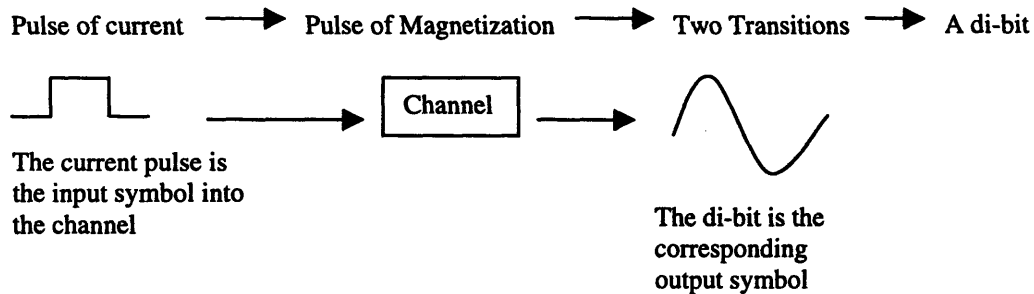 Pulse of current Pulse of Magnetization Two Transitions A di-bit
Channel
The current pulse is
the input symbol into
the channel
The di-bit is the
corresponding
output symbol